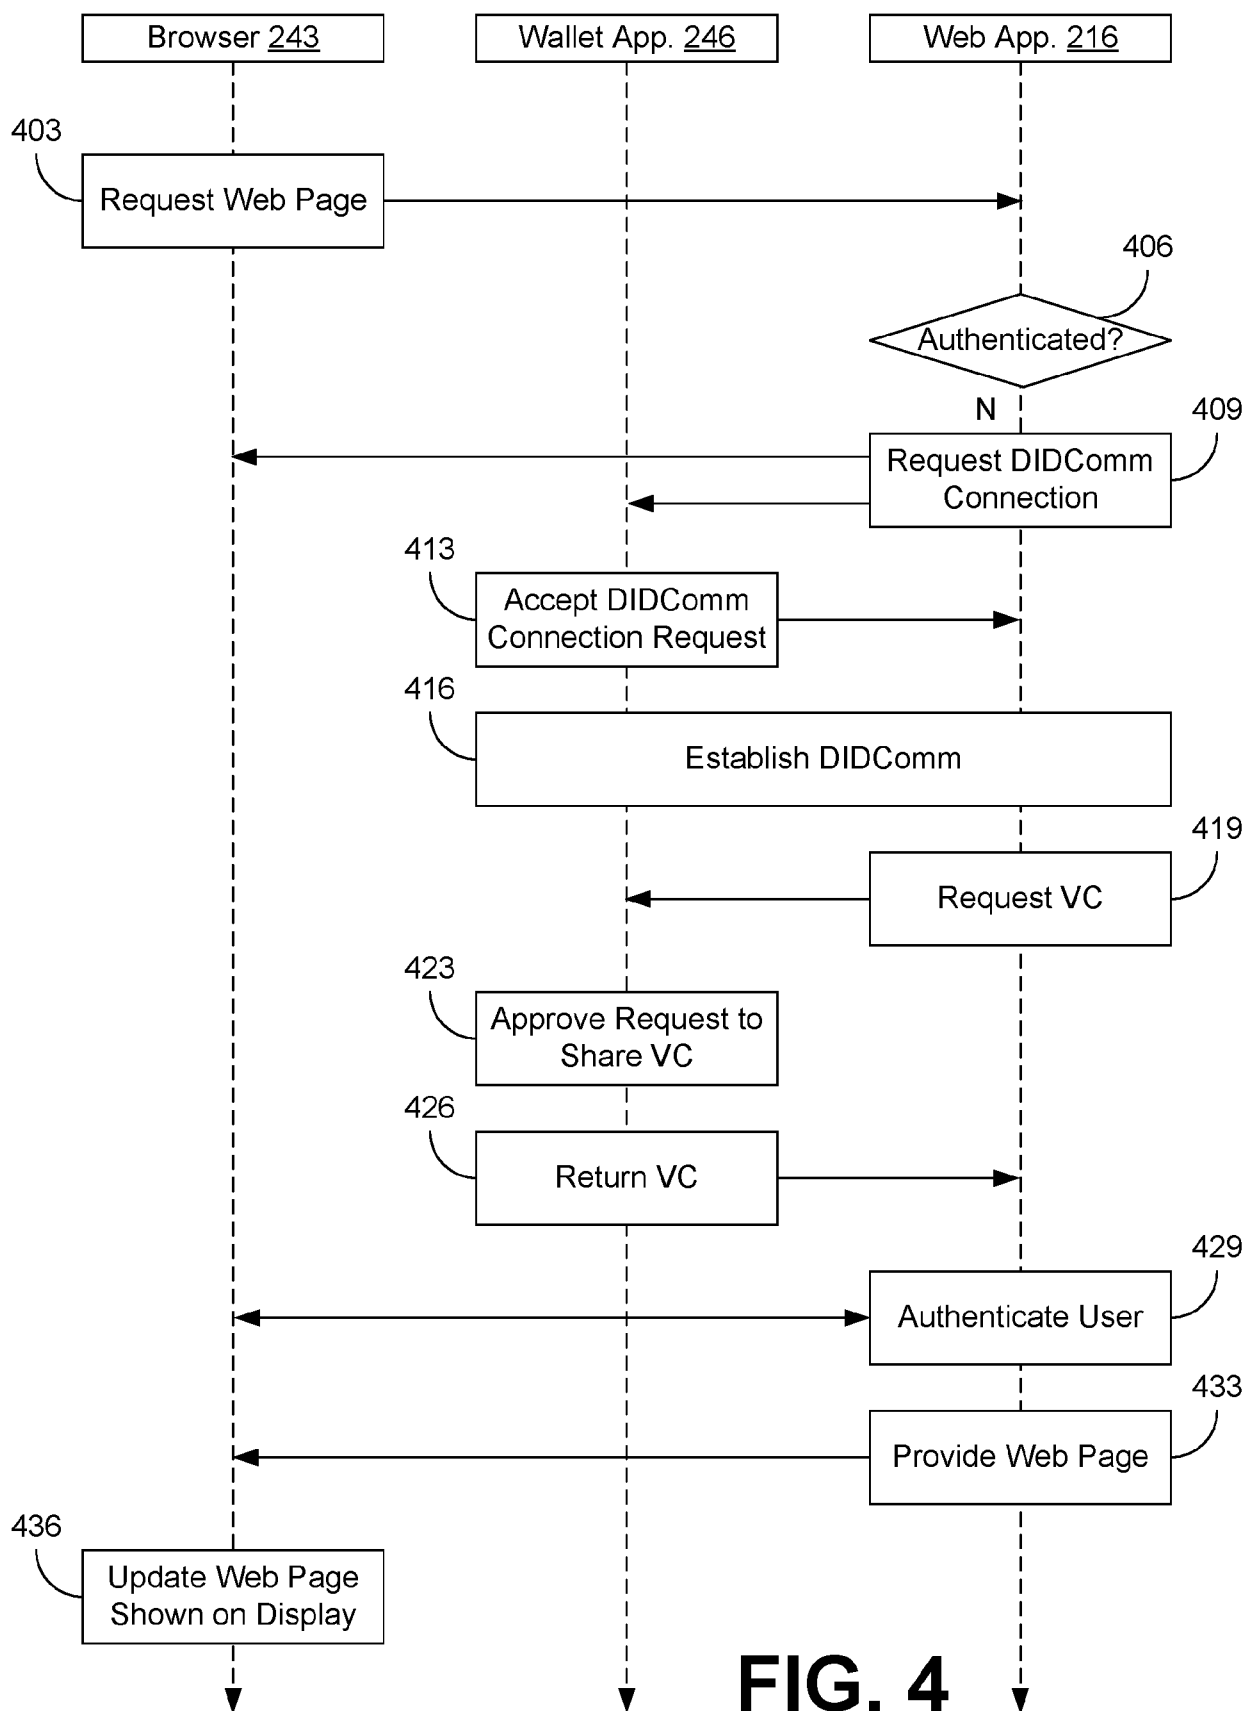 Browser 243
Wallet App. 246
Web App. 216
403
Request Web Page
406
Authenticated?
N
409
Request DIDComm
Connection
413
Accept DIDComm
Connection Request
416
Establish DIDComm
419
Request VC
423
Approve Request to
Share VC
426
Return VC
429
Authenticate User
433
Provide Web Page
436
Update Web Page
Shown on Display
FIG. 4